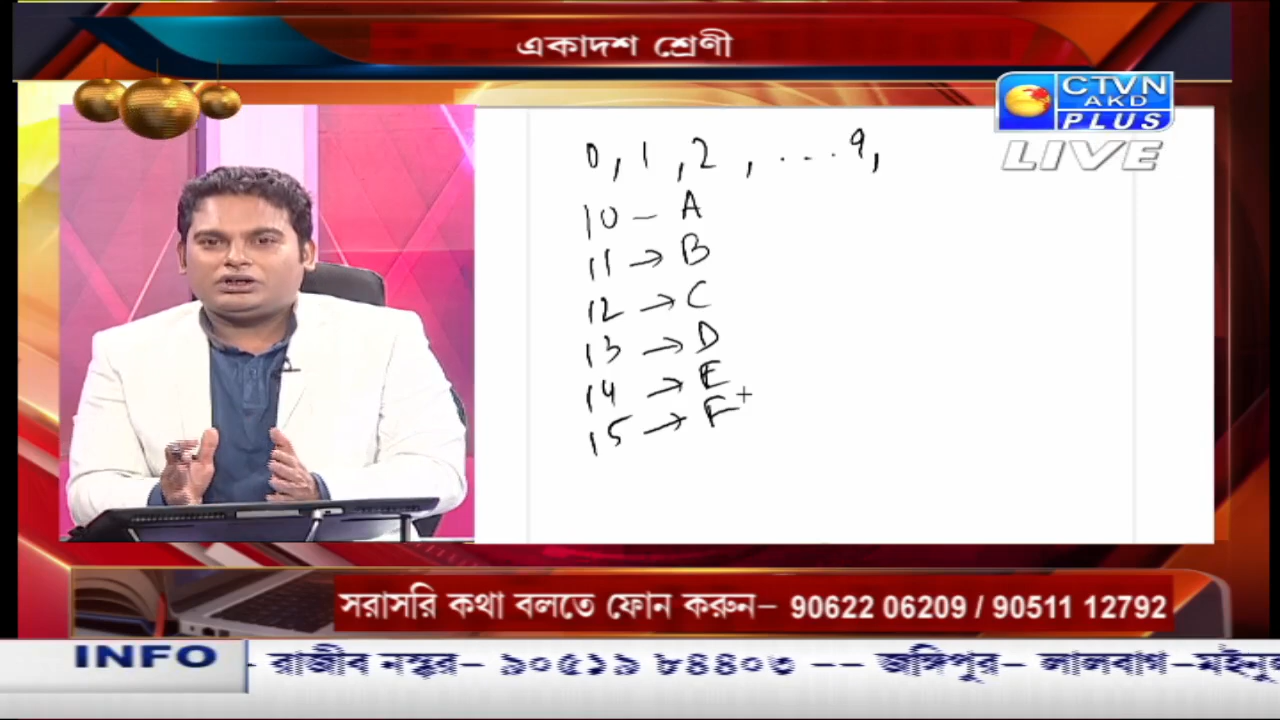 একাদশ শ্রেণী
CTVN
AKD
PLUS
LIVE
0, 1, 2, ... 9,
10 – A
11 → B
12 → C
13 → D
14 → E
15 → F
সরাসরি কথা বলতে ফোন করুন– 90622 06209 / 90511 12792
INFO - রাজীব নস্কর– ৯০৫১৯ ৮৪৪০৩ –– জঙ্গিপুর– লালবাগ–